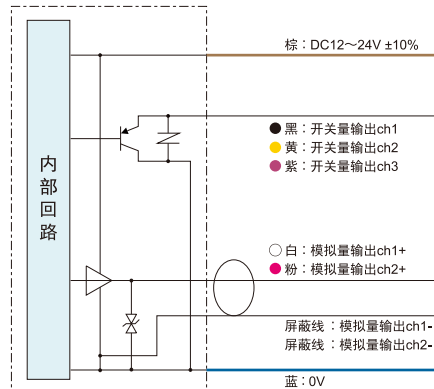 棕：DC12～24V ±10%
黑：开关量输出ch1
黄：开关量输出ch2
紫：开关量输出ch3
内部回路
白：模拟量输出ch1+
粉：模拟量输出ch2+
屏蔽线：模拟量输出ch1-
屏蔽线：模拟量输出ch2-
蓝：0V